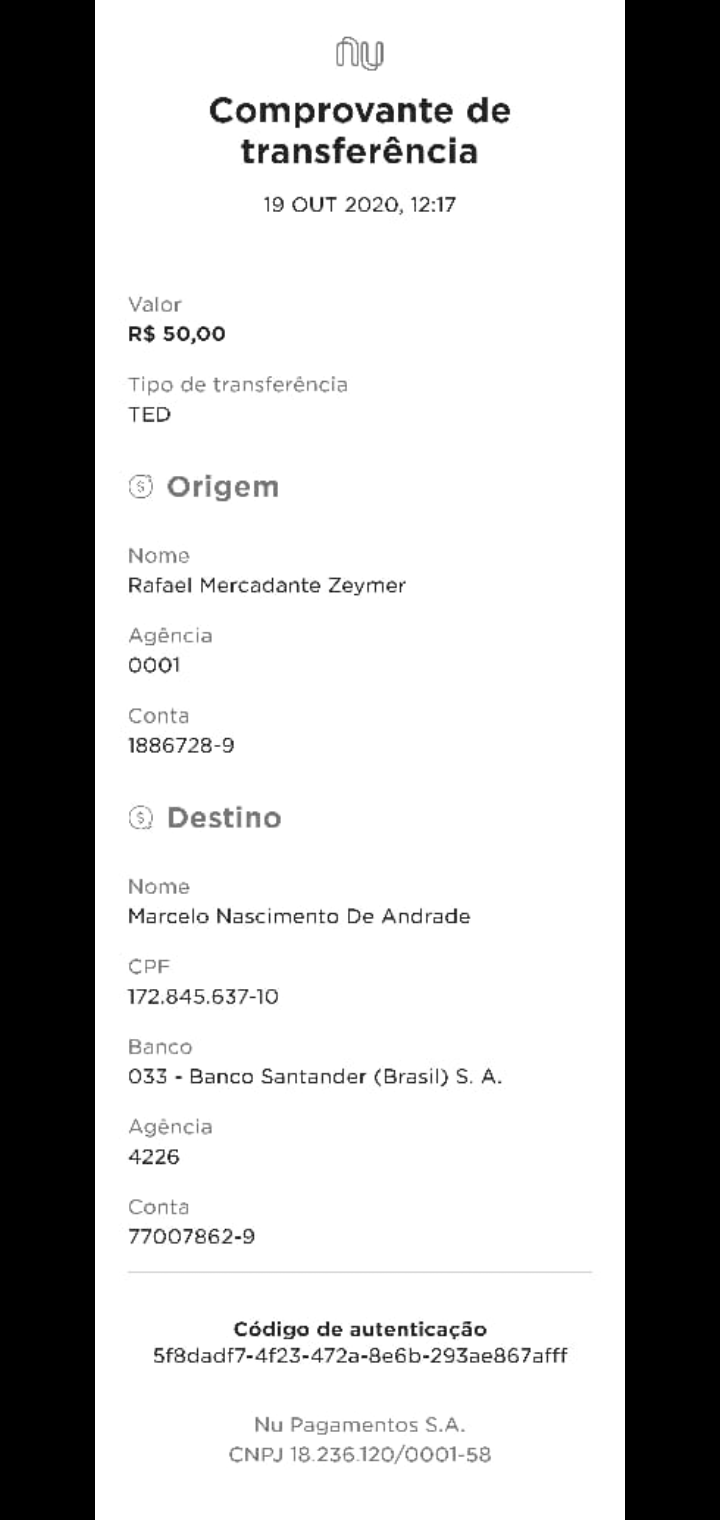 nu
Comprovante de
transferência
19 OUT 2020, 12:17
Valor
R$ 50,00
Tipo de transferência
TED
Origem
Nome
Rafael Mercadante Zeymer
Agência
0001
Conta
1886728-9
Destino
Nome
Marcelo Nascimento De Andrade
CPF
172.845.637-10
Banco
033 - Banco Santander (Brasil) S. A.
Agência
4226
Conta
77007862-9
Código de autenticação
5f8dadf7-4f23-472a-8e6b-293ae867afff
Nu Pagamentos S.A.
CNPJ 18.236.120/0001-58